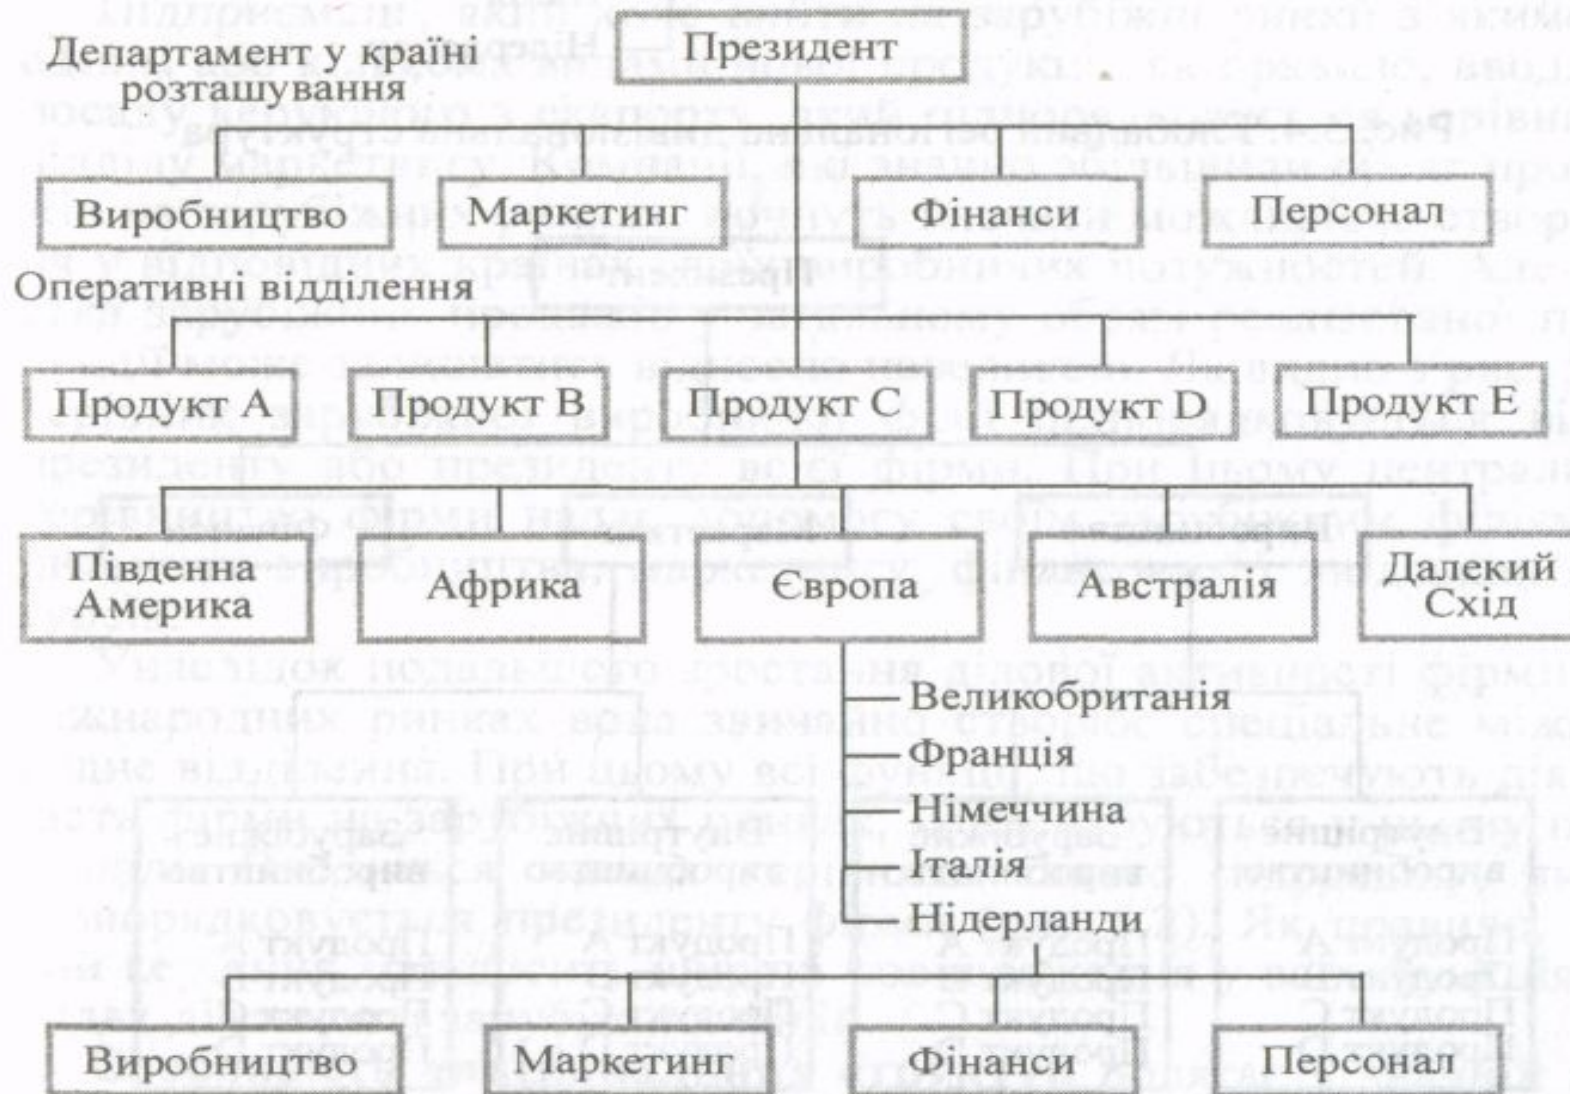 Департамент у країні
розташування
Президент
Виробництво
Маркетинг
Фінанси
Персонал
Оперативні відділення
Продукт A
Продукт B
Продукт C
Продукт D
Продукт E
Південна
Америка
Африка
Європа
Австралія
Далекий
Схід
Великобританія
Франція
Німеччина
Італія
Нідерланди
Виробництво
Маркетинг
Фінанси
Персонал